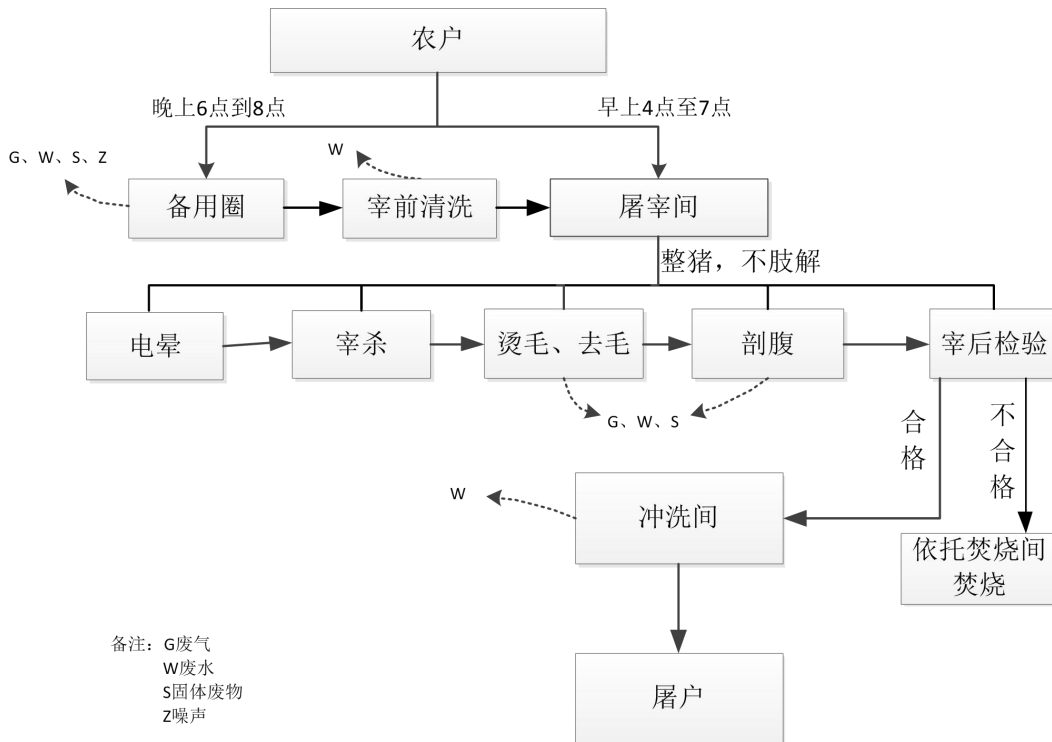 农户
晚上6点到8点
早上4点至7点
G、W、S、Z
W
备用圈
宰前清洗
屠宰间
整猪，不肢解
电晕
宰杀
烫毛、去毛
剖腹
宰后检验
G、W、S
合格
不合格
W
冲洗间
依托焚烧间
焚烧
备注：G废气
W废水
S固体废物
Z噪声
屠户